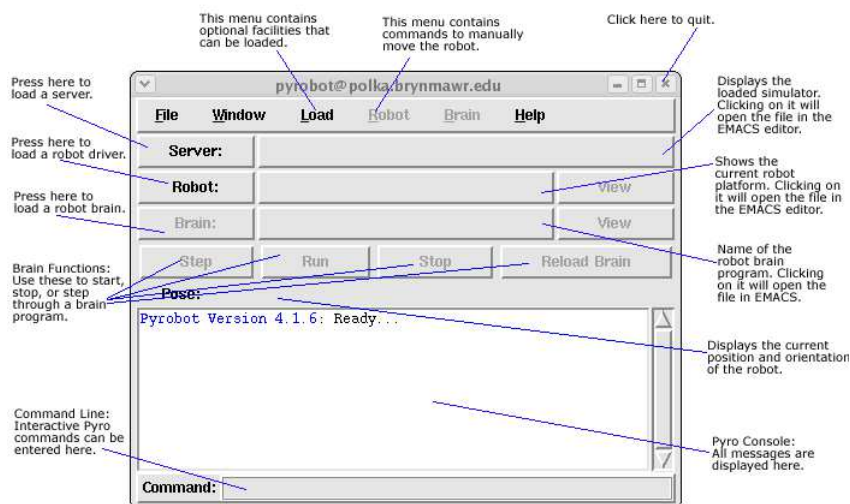 This menu contains
optional facilities that
can be loaded.
This menu contains
commands to manually
move the robot.
Click here to quit.
Press here to
load a server.
Press here to
load a robot driver.
Press here to
load a robot brain.
Brain Functions:
Use these to start,
stop, or step
through a brain
program.
Command Line:
Interactive Pyro
commands can be
entered here.
pyrobot@polka.brynmawr.edu
File Window Load Robot Brain Help
Server:
Robot: View
Brain: View
Step Run Stop Reload Brain
Pose:
Pyrobot Version 4.1.6: Ready...
Command:
Displays the
loaded simulator.
Clicking on it will
open the file in the
EMACS editor.
Shows the
current robot
platform. Clicking on
it will open the file in
the EMACS editor.
Name of the
robot brain
program. Clicking
on it will open the
file in EMACS.
Displays the current
position and orientation
of the robot.
Pyro Console:
All messages are
displayed here.